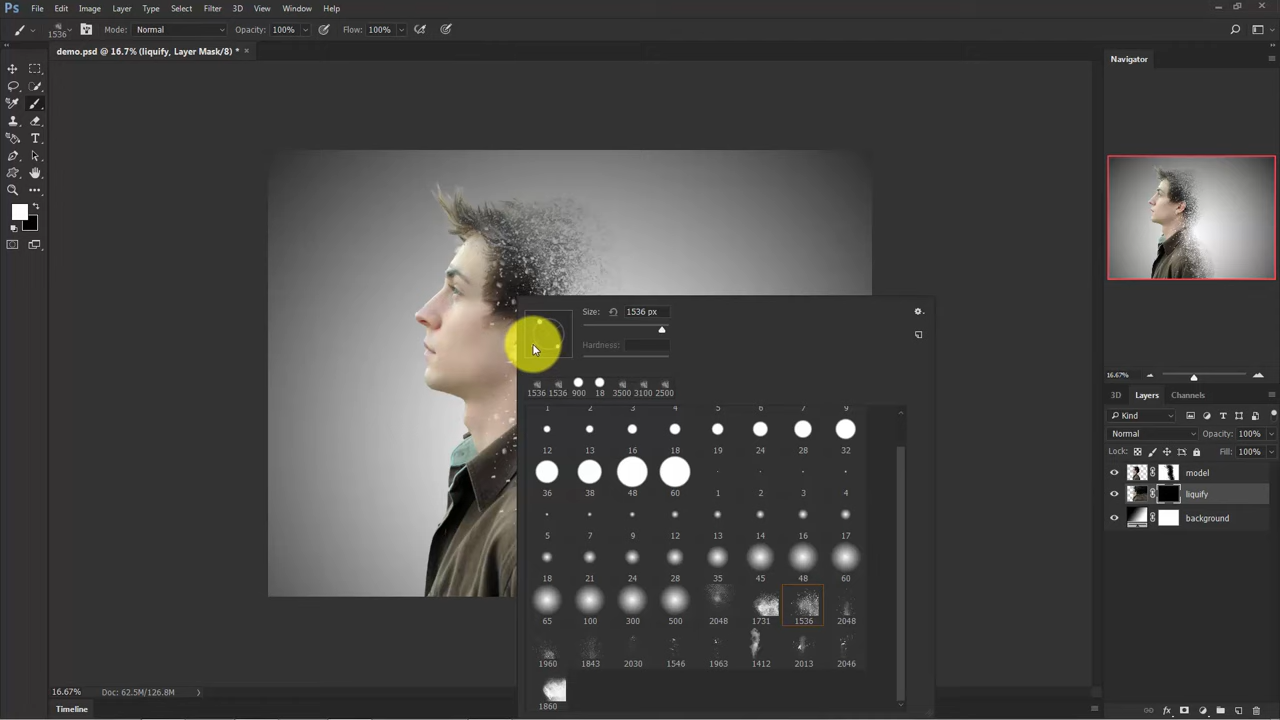 Ps File Edit Image Layer Type Select Filter 3D View Window Help
1536 Mode: Normal Opacity: 100% Flow: 100%
demo.psd @ 16.7% (liquify, Layer Mask/8) * ×
Navigator
Size: 1536 px
Hardness:
16.67%
1536 1536 900 18 3500 3100 2500
3D Layers Channels
1 2 3 4 5 6 7 9
Kind
Normal Opacity: 100%
12 13 16 18 19 24 28 32
Lock: Fill: 100%
model
36 38 48 60 1 2 3 4
liquify
background
5 7 9 12 13 14 16 17
18 21 24 28 35 45 48 60
65 100 300 500 2048 1731 1536 2048
1960 1843 2030 1546 1963 1412 2013 2046
1860
16.67% Doc: 62.5M/126.8M
Timeline
fx